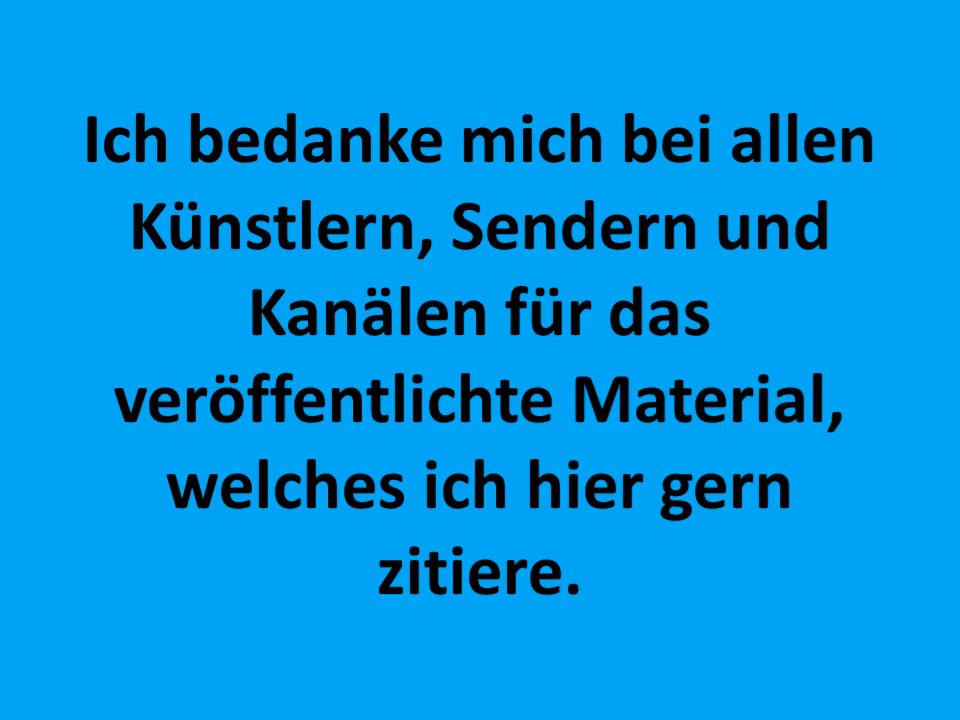 Ich bedanke mich bei allen
Künstlern, Sendern und
Kanälen für das
veröffentlichte Material,
welches ich hier gern
zitiere.